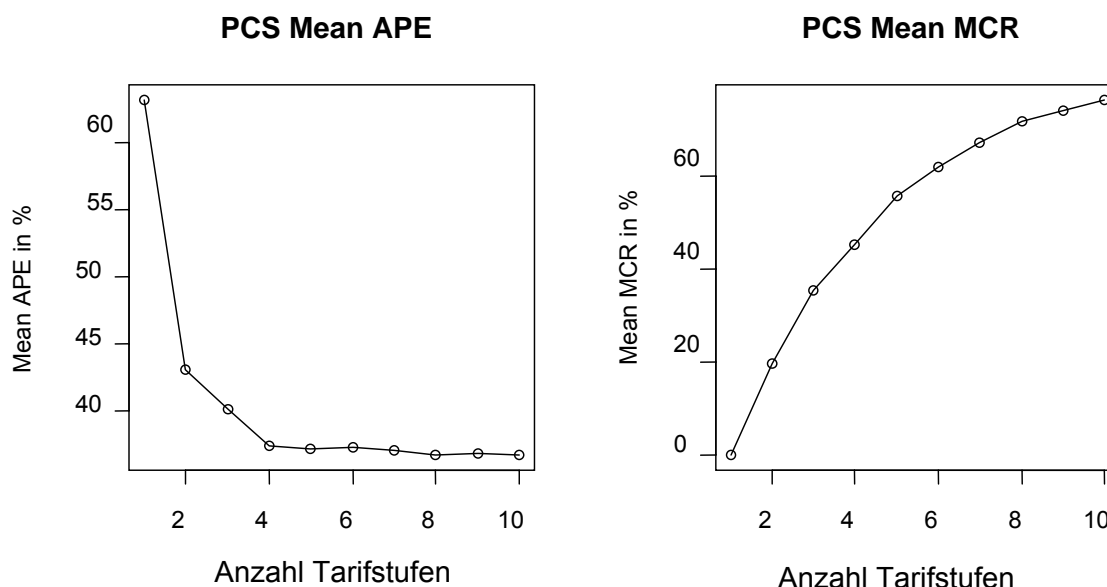 PCS Mean APE
Mean APE in %
60
55
50
45
40
2 4 6 8 10
Anzahl Tarifstufen
PCS Mean MCR
Mean MCR in %
60
40
20
0
2 4 6 8 10
Anzahl Tarifstufen